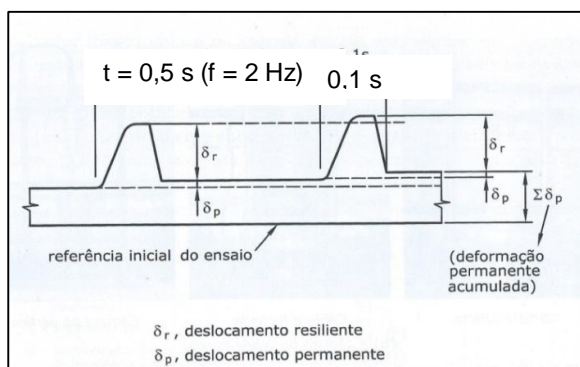 t = 0,5 s (f = 2 Hz) 0,1 s
δr
δr
δp
δp
Σδp
referência inicial do ensaio
(deformação
permanente
acumulada)
δr, deslocamento resiliente
δp, deslocamento permanente